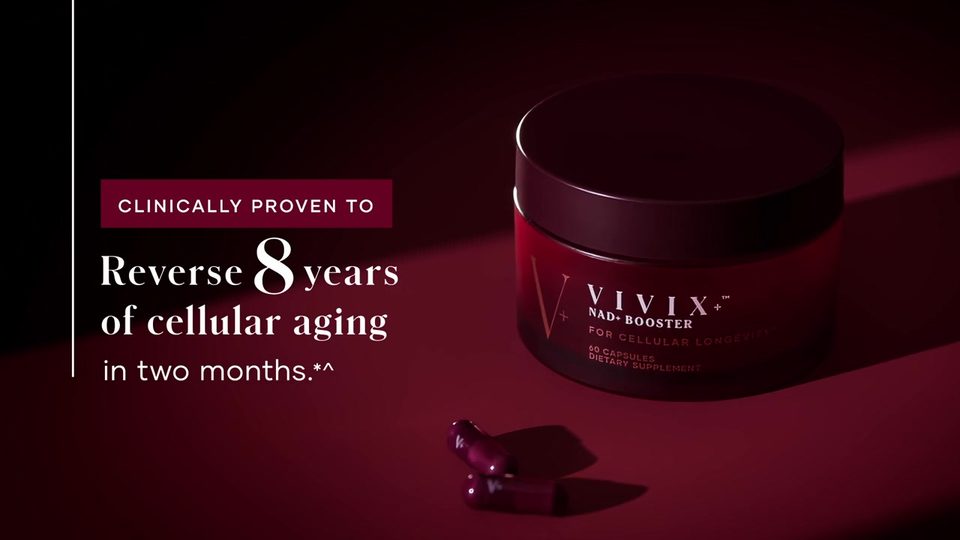 CLINICALLY PROVEN TO
Reverse 8 years
of cellular aging
in two months.*^
V+
VIVIX+™
NAD+ BOOSTER
FOR CELLULAR LONGEVITY
60 CAPSULES
DIETARY SUPPLEMENT
V+
V+